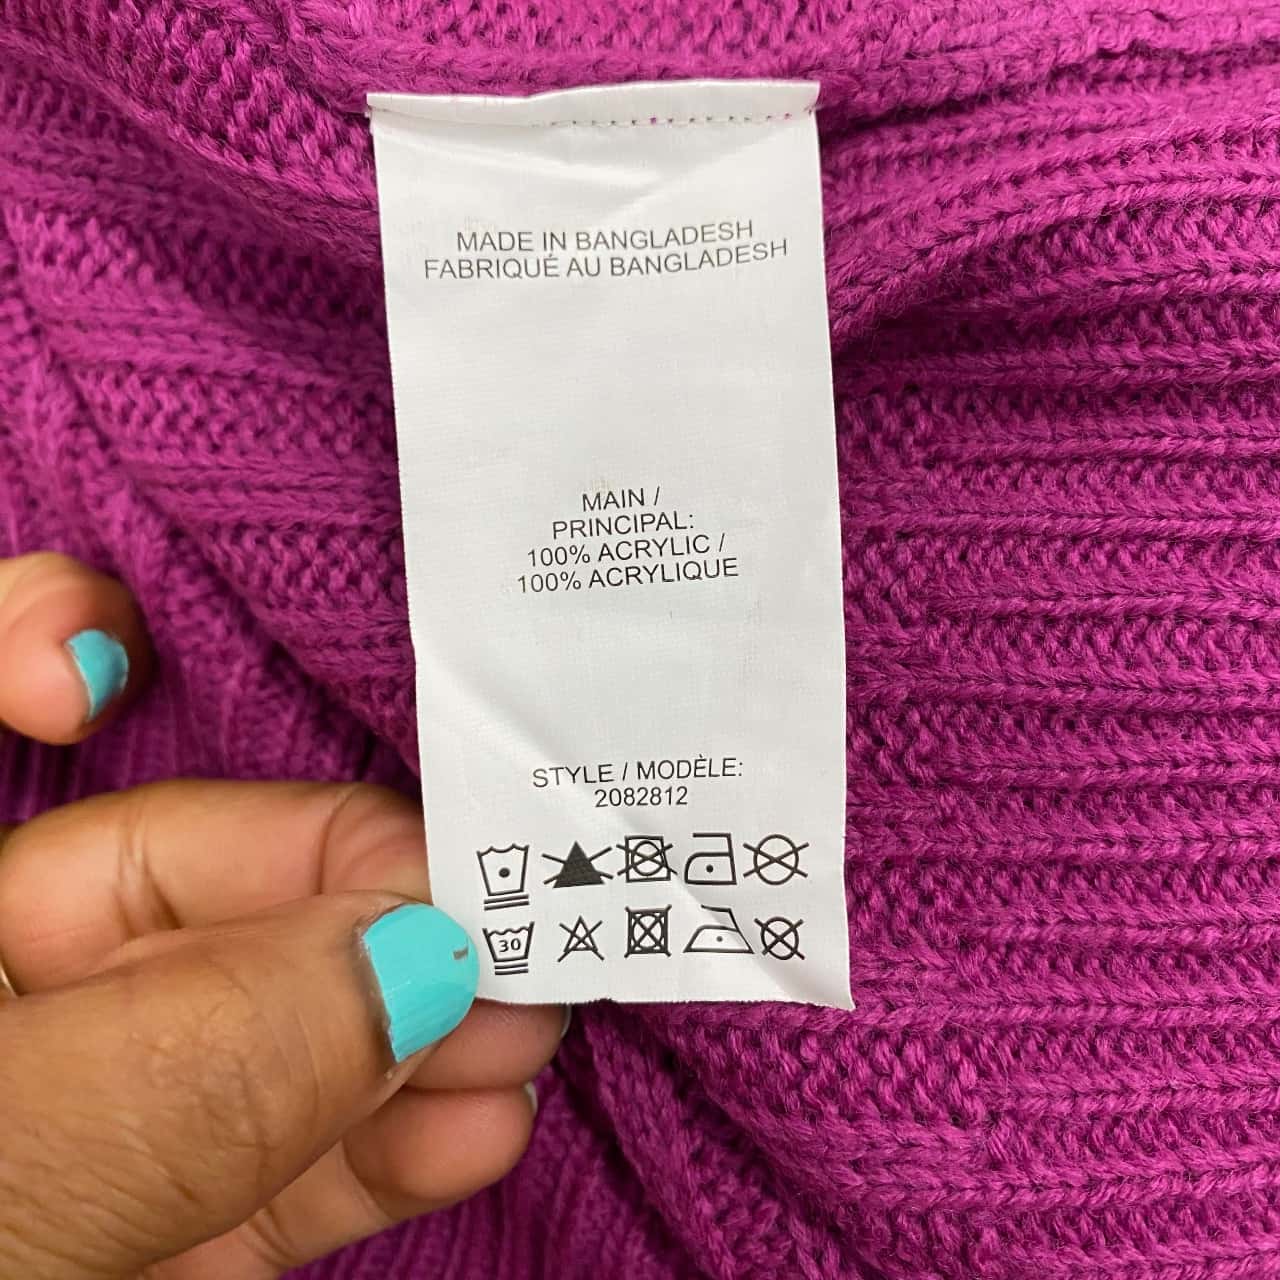 MADE IN BANGLADESH
FABRIQUÉ AU BANGLADESH
MAIN /
PRINCIPAL:
100% ACRYLIC /
100% ACRYLIQUE
STYLE / MODÈLE:
2082812
30